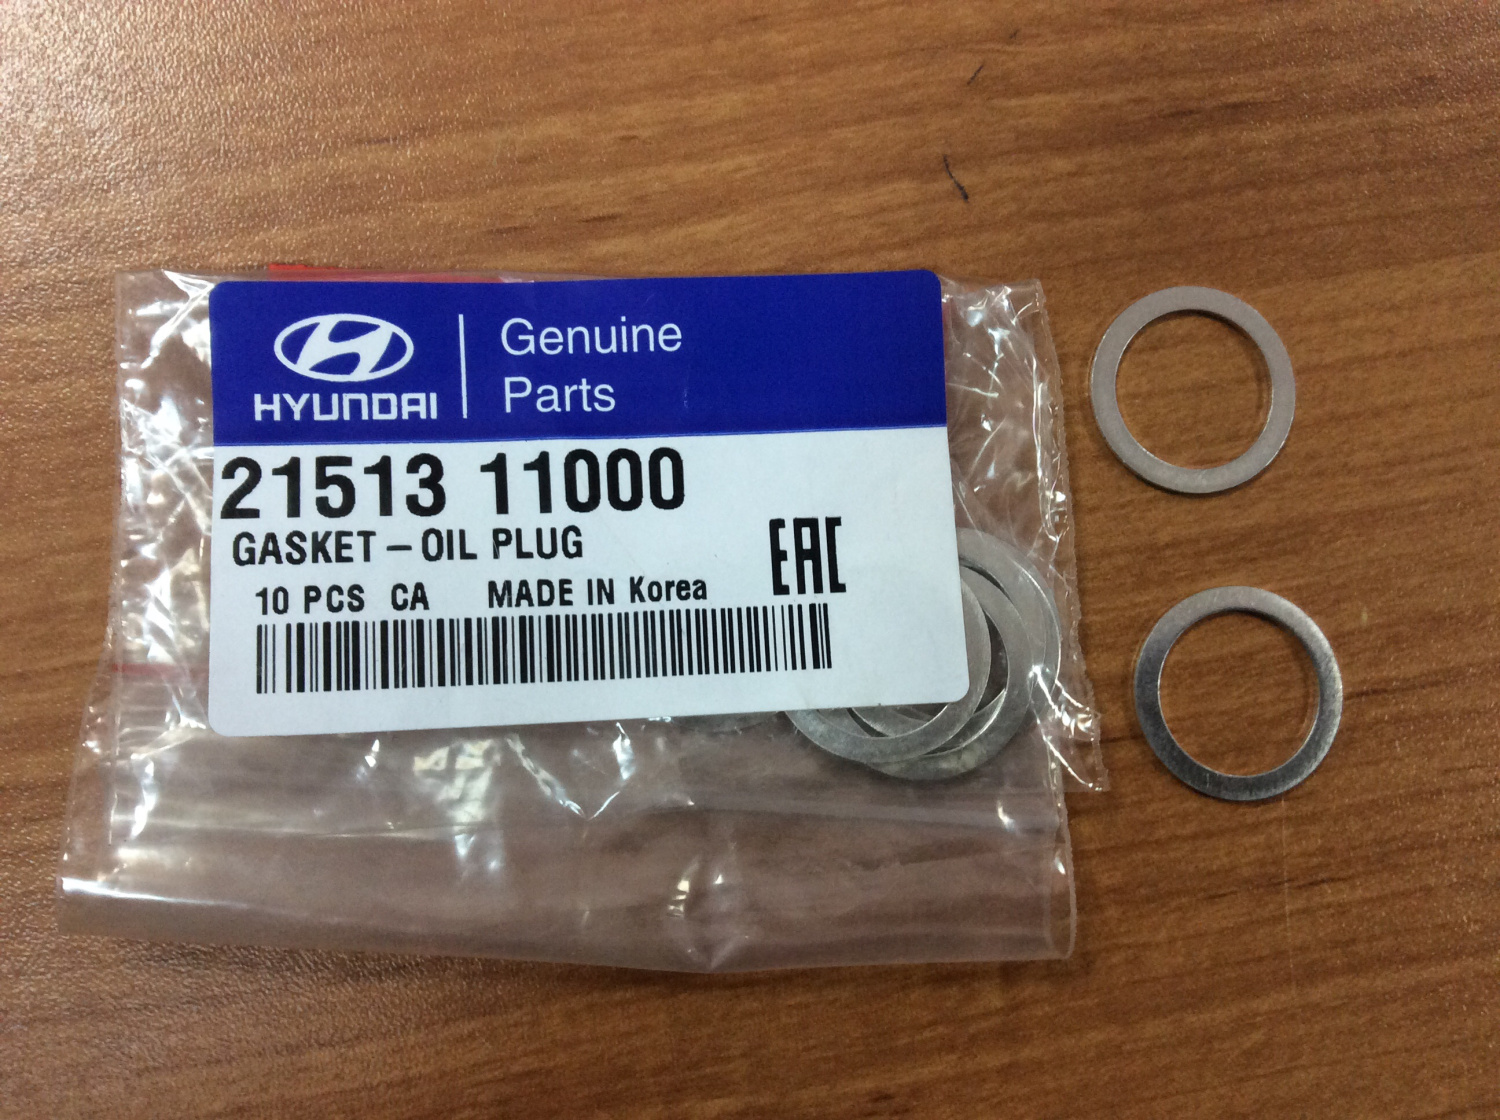 HYUNDAI
Genuine
Parts
21513 11000
GASKET - OIL PLUG
10 PCS CA MADE IN Korea
EAC